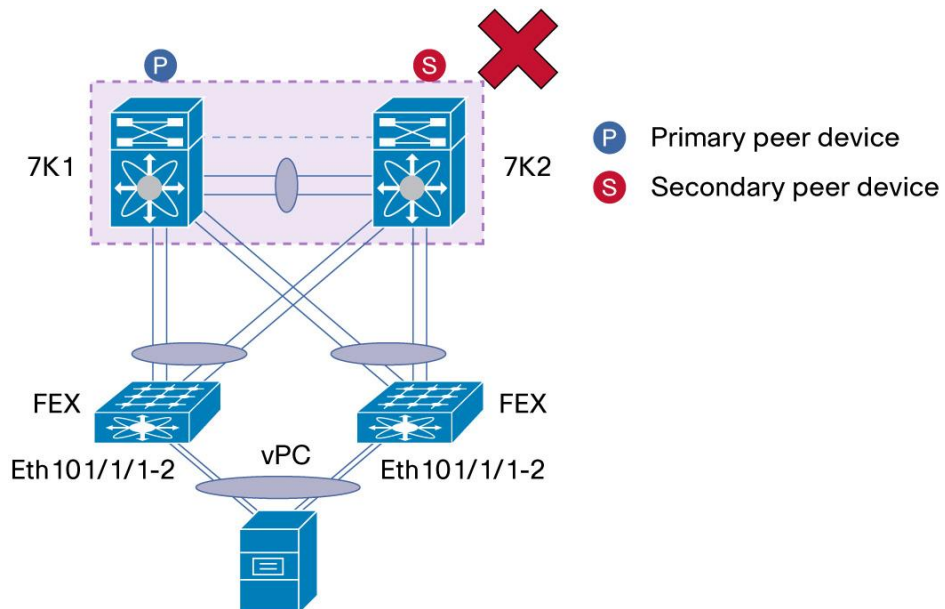 P
S
7K1
7K2
P Primary peer device
S Secondary peer device
FEX
FEX
Eth101/1/1-2
vPC
Eth101/1/1-2